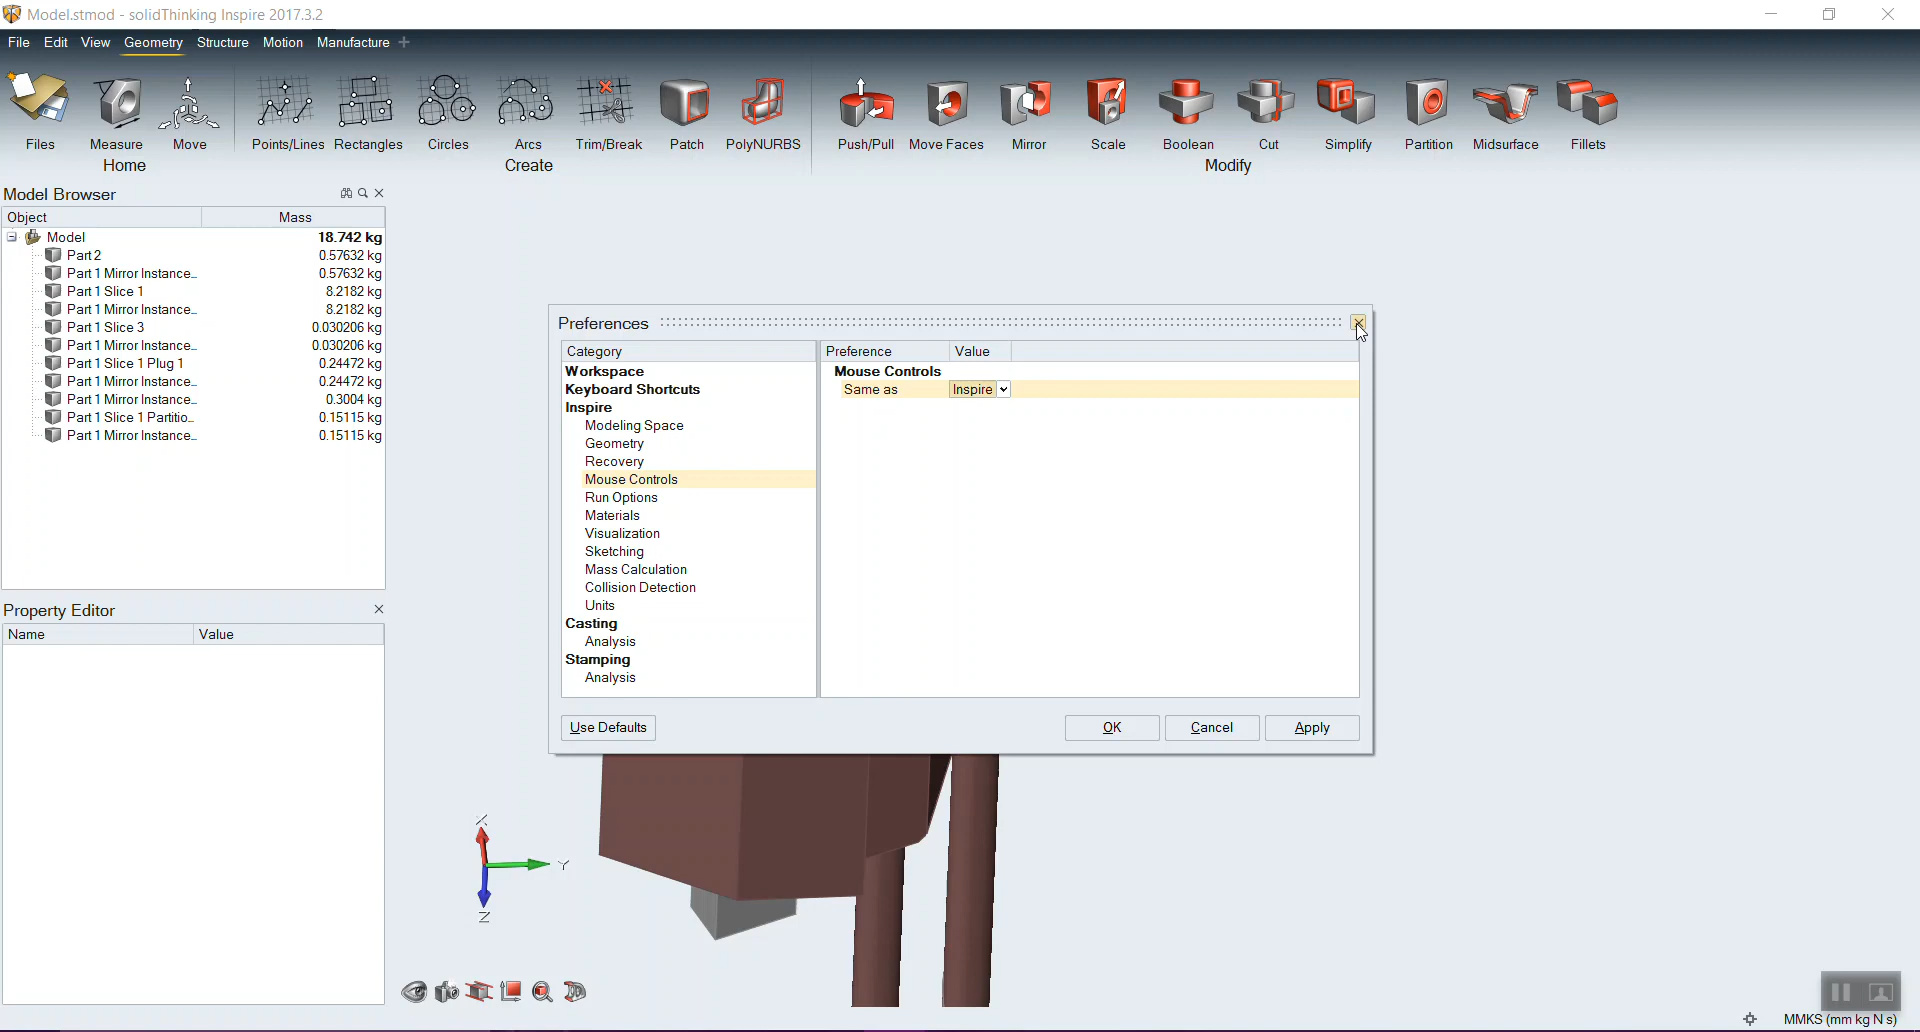 Model.stmod - solidThinking Inspire 2017.3.2
File Edit View Geometry Structure Motion Manufacture +
Files Measure Move Points/Lines Rectangles Circles Arcs Trim/Break Patch PolyNURBS Push/Pull Move Faces Mirror Scale Boolean Cut Simplify Partition Midsurface Fillets
Home Create Modify
Model Browser
Object Mass
Model 18.742 kg
Part 2 0.57632 kg
Part 1 Mirror Instance... 0.57632 kg
Part 1 Slice 1 8.2182 kg
Part 1 Mirror Instance... 8.2182 kg
Part 1 Slice 3 0.030206 kg
Part 1 Mirror Instance... 0.030206 kg
Part 1 Slice 1 Plug 1 0.24472 kg
Part 1 Mirror Instance... 0.24472 kg
Part 1 Mirror Instance... 0.3004 kg
Part 1 Slice 1 Partitio... 0.15115 kg
Part 1 Mirror Instance... 0.15115 kg
Property Editor
Name Value
Preferences
Category
Workspace
Keyboard Shortcuts
Inspire
Modeling Space
Geometry
Recovery
Mouse Controls
Run Options
Materials
Visualization
Sketching
Mass Calculation
Collision Detection
Units
Casting
Analysis
Stamping
Analysis
Preference Value
Mouse Controls
Same as Inspire
Use Defaults OK Cancel Apply
X
Y
Z
MMKS (mm kg N s)